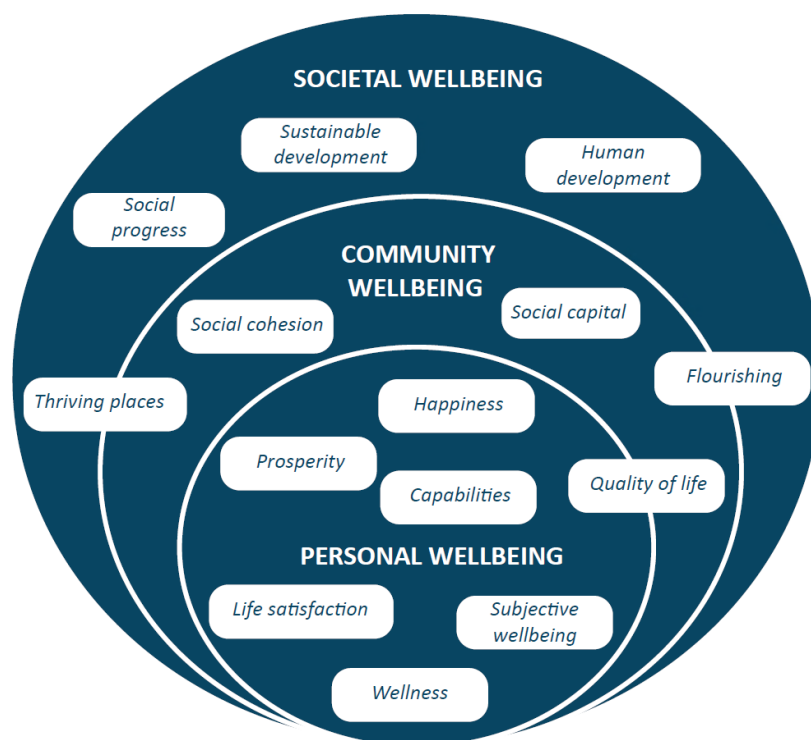 SOCIETAL WELLBEING
Sustainable
development
Human
development
Social
progress
COMMUNITY
WELLBEING
Social cohesion
Social capital
Thriving places
Flourishing
Happiness
Prosperity
Capabilities
Quality of life
PERSONAL WELLBEING
Life satisfaction
Subjective
wellbeing
Wellness